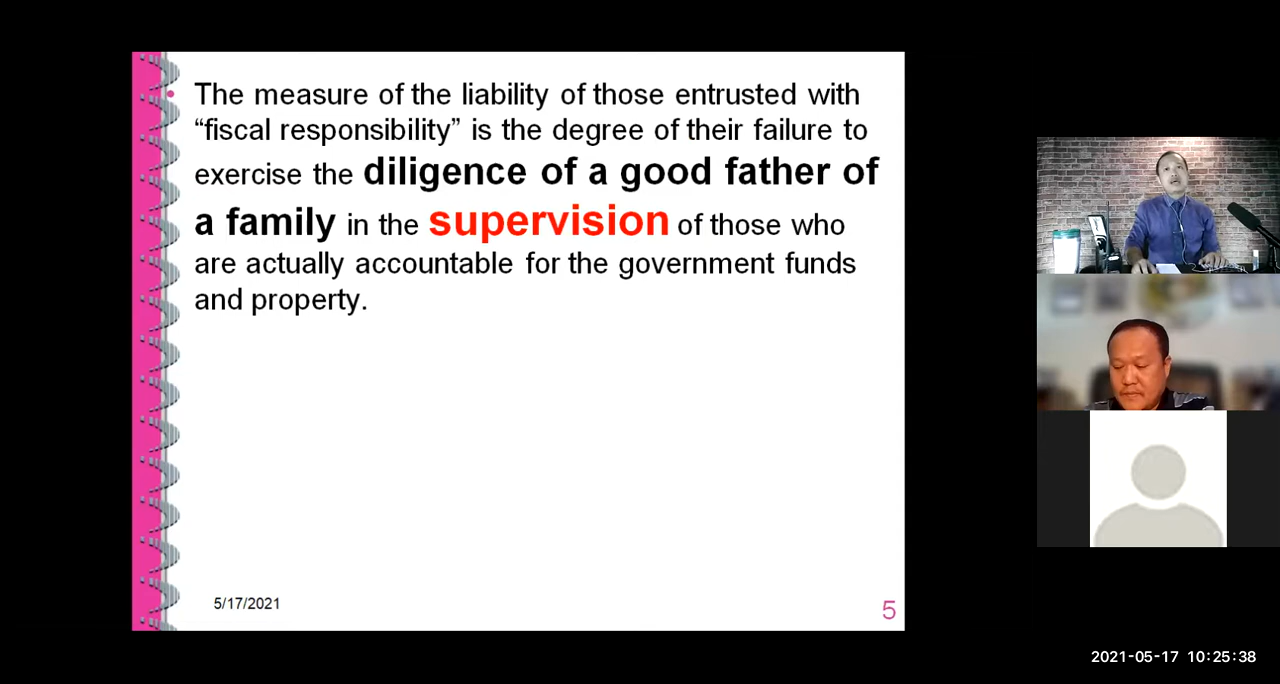 • The measure of the liability of those entrusted with
“fiscal responsibility” is the degree of their failure to
exercise the diligence of a good father of
a family in the supervision of those who
are actually accountable for the government funds
and property.
5/17/2021
5
2021-05-17 10:25:38